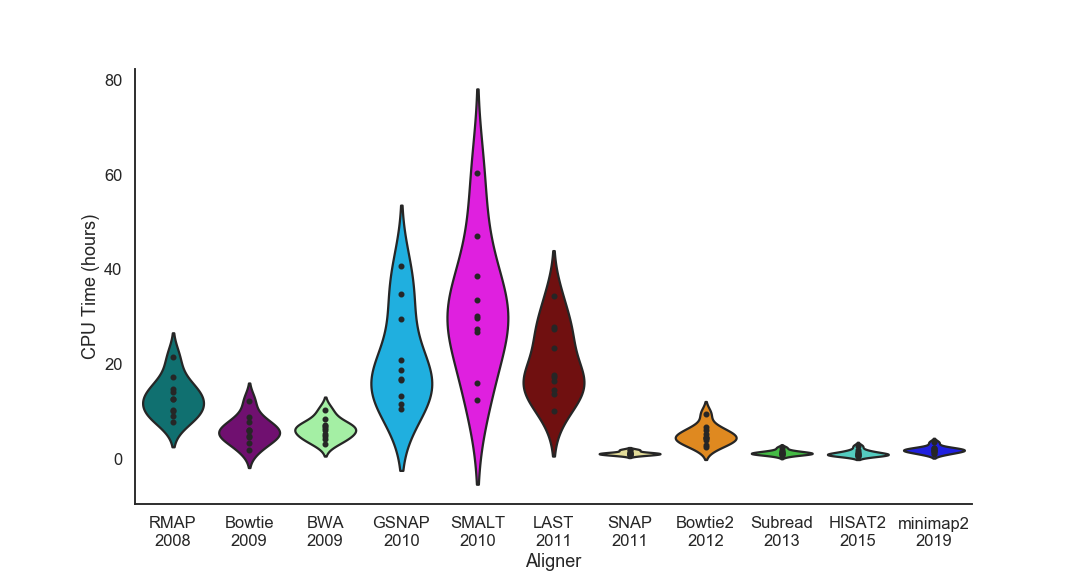 80
60
40
20
0
CPU Time (hours)
RMAP Bowtie BWA GSNAP SMALT LAST SNAP Bowtie2 Subread HISAT2 minimap2
2008 2009 2009 2010 2010 2011 2011 2012 2013 2015 2019
Aligner